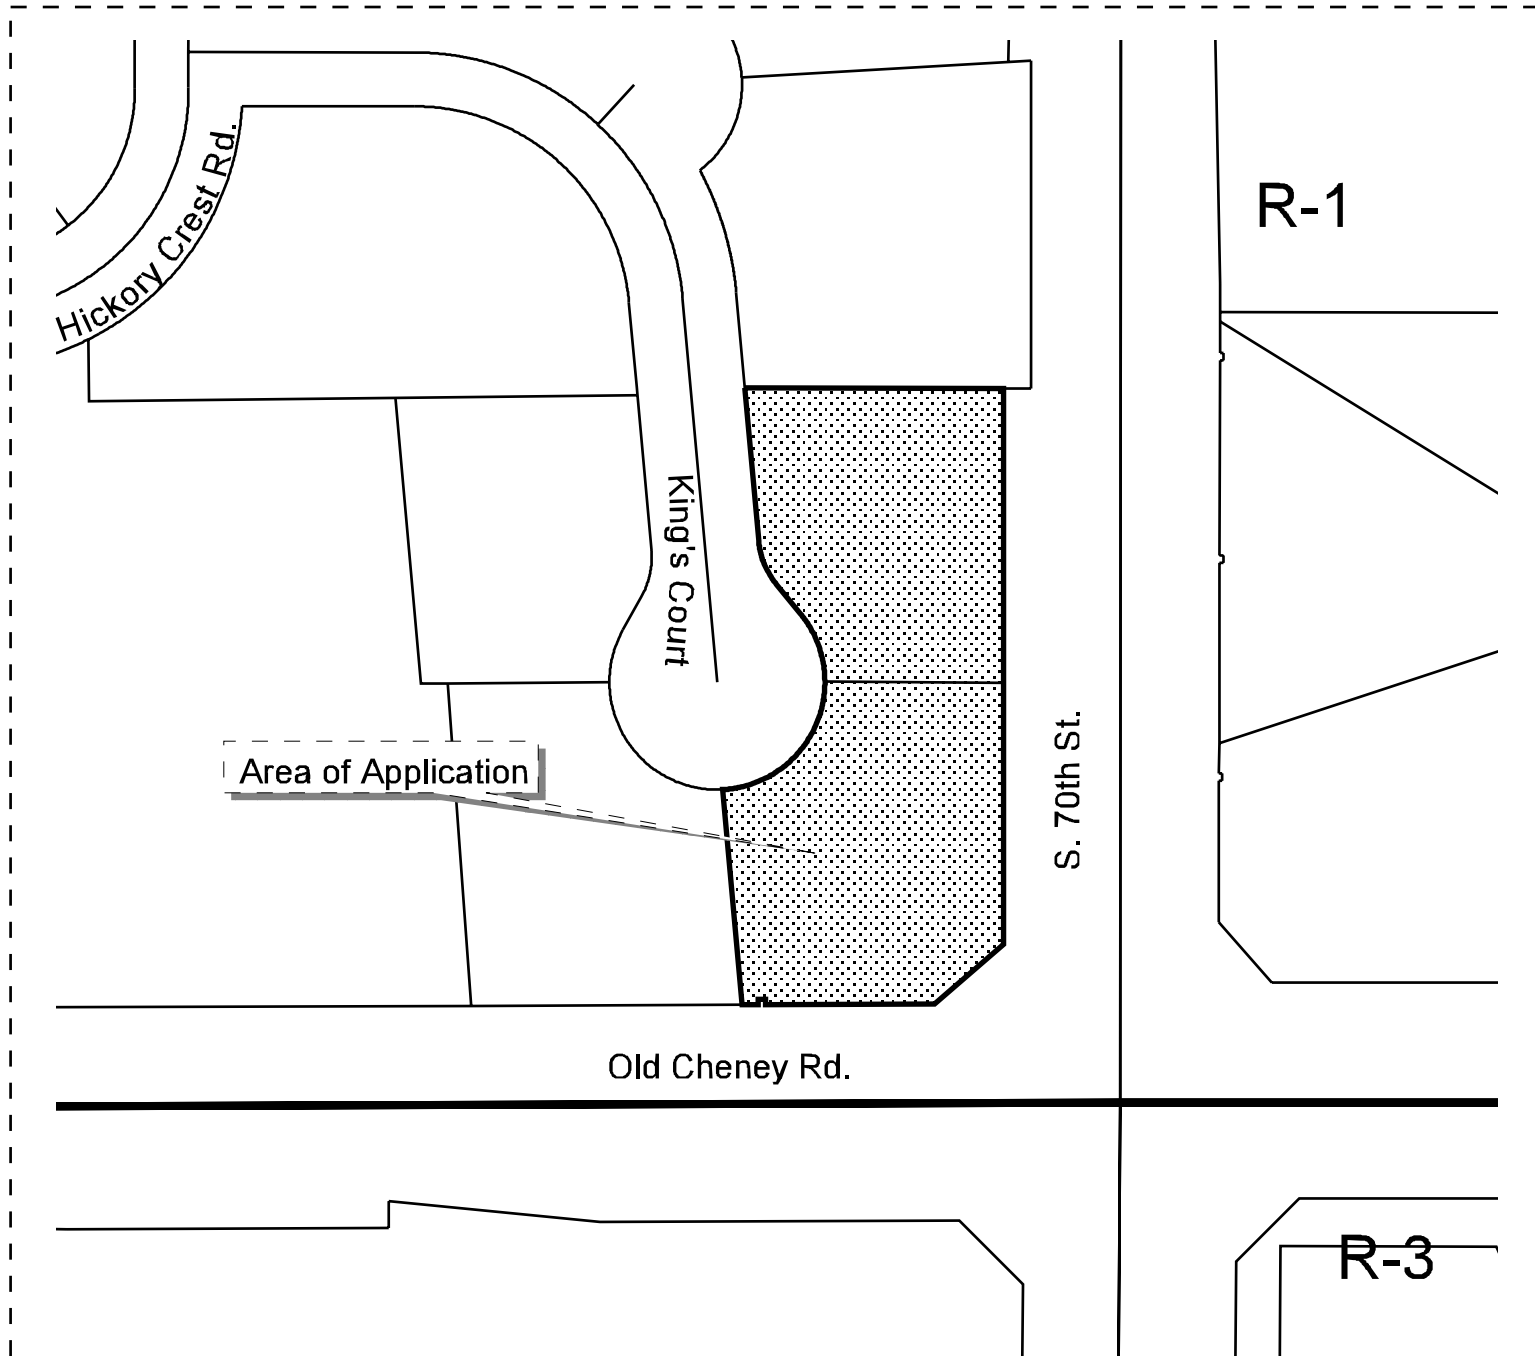 Hickory Crest Rd.
R-1
King's Court
Area of Application
S. 70th St.
Old Cheney Rd.
R-3